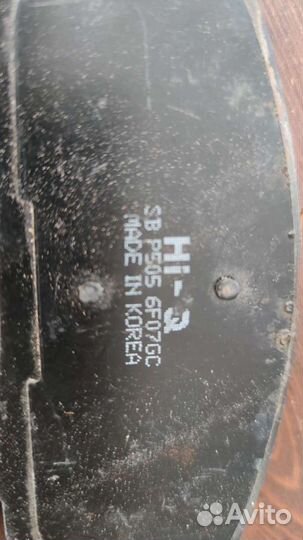 Hi-Q
SB P505 6F07GC
MADE IN KOREA
Avito